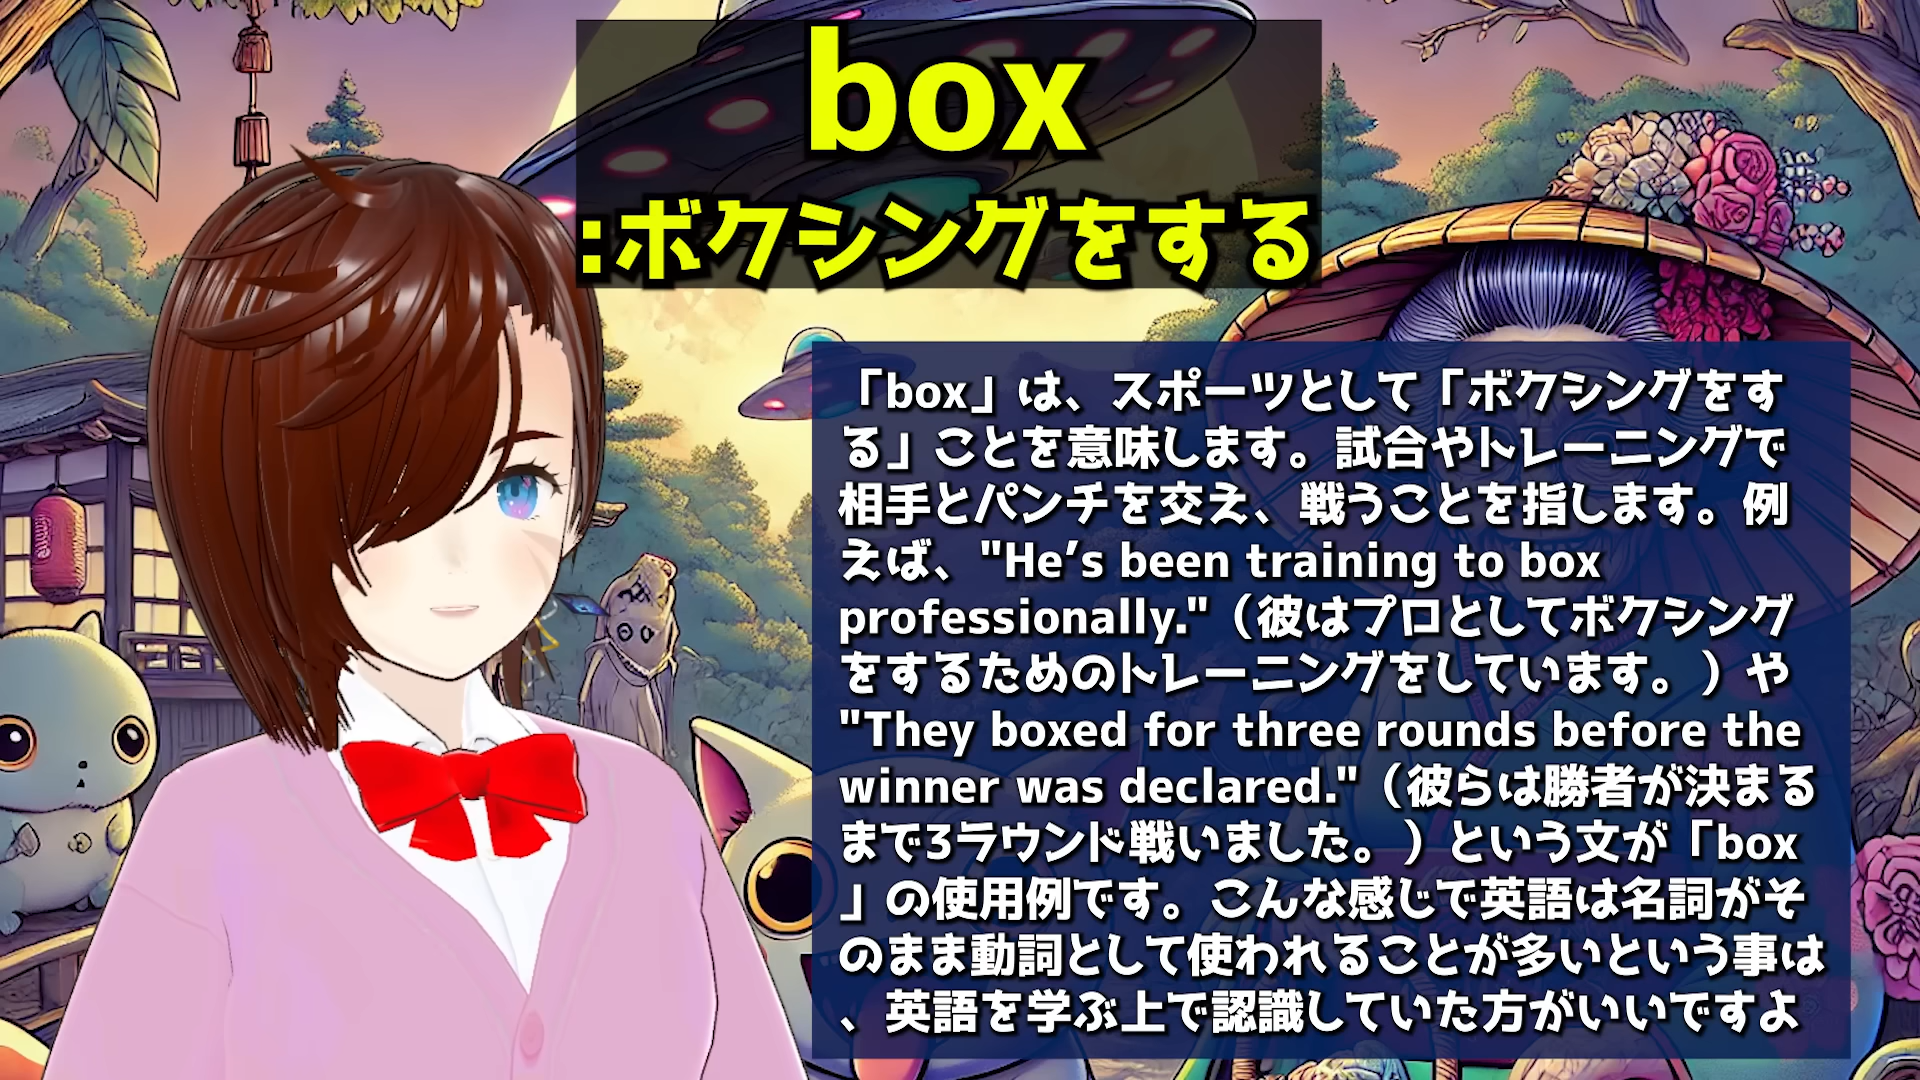 box
:ボクシングをする
「box」は、スポーツとして「ボクシングをす
る」ことを意味します。試合やトレーニングで
相手とパンチを交え、戦うことを指します。例
えば、"He’s been training to box
professionally."（彼はプロとしてボクシング
をするためのトレーニングをしています。）や
"They boxed for three rounds before the
winner was declared."（彼らは勝者が決まる
まで3ラウンド戦いました。）という文が「box
」の使用例です。こんな感じで英語は名詞がそ
のまま動詞として使われることが多いという事は
、英語を学ぶ上で認識していた方がいいですよ